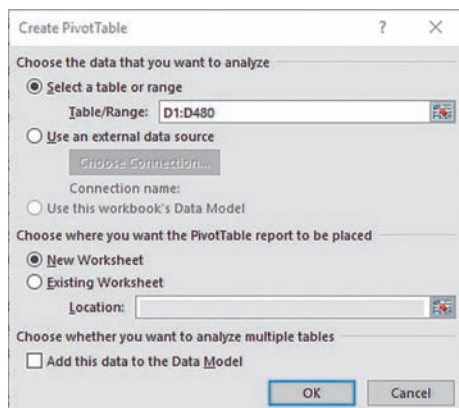 Create PivotTable ? ×
Choose the data that you want to analyze
Select a table or range
Table/Range: D1:D480
Use an external data source
Choose Connection...
Connection name:
Use this workbook's Data Model
Choose where you want the PivotTable report to be placed
New Worksheet
Existing Worksheet
Location:
Choose whether you want to analyze multiple tables
Add this data to the Data Model
OK Cancel